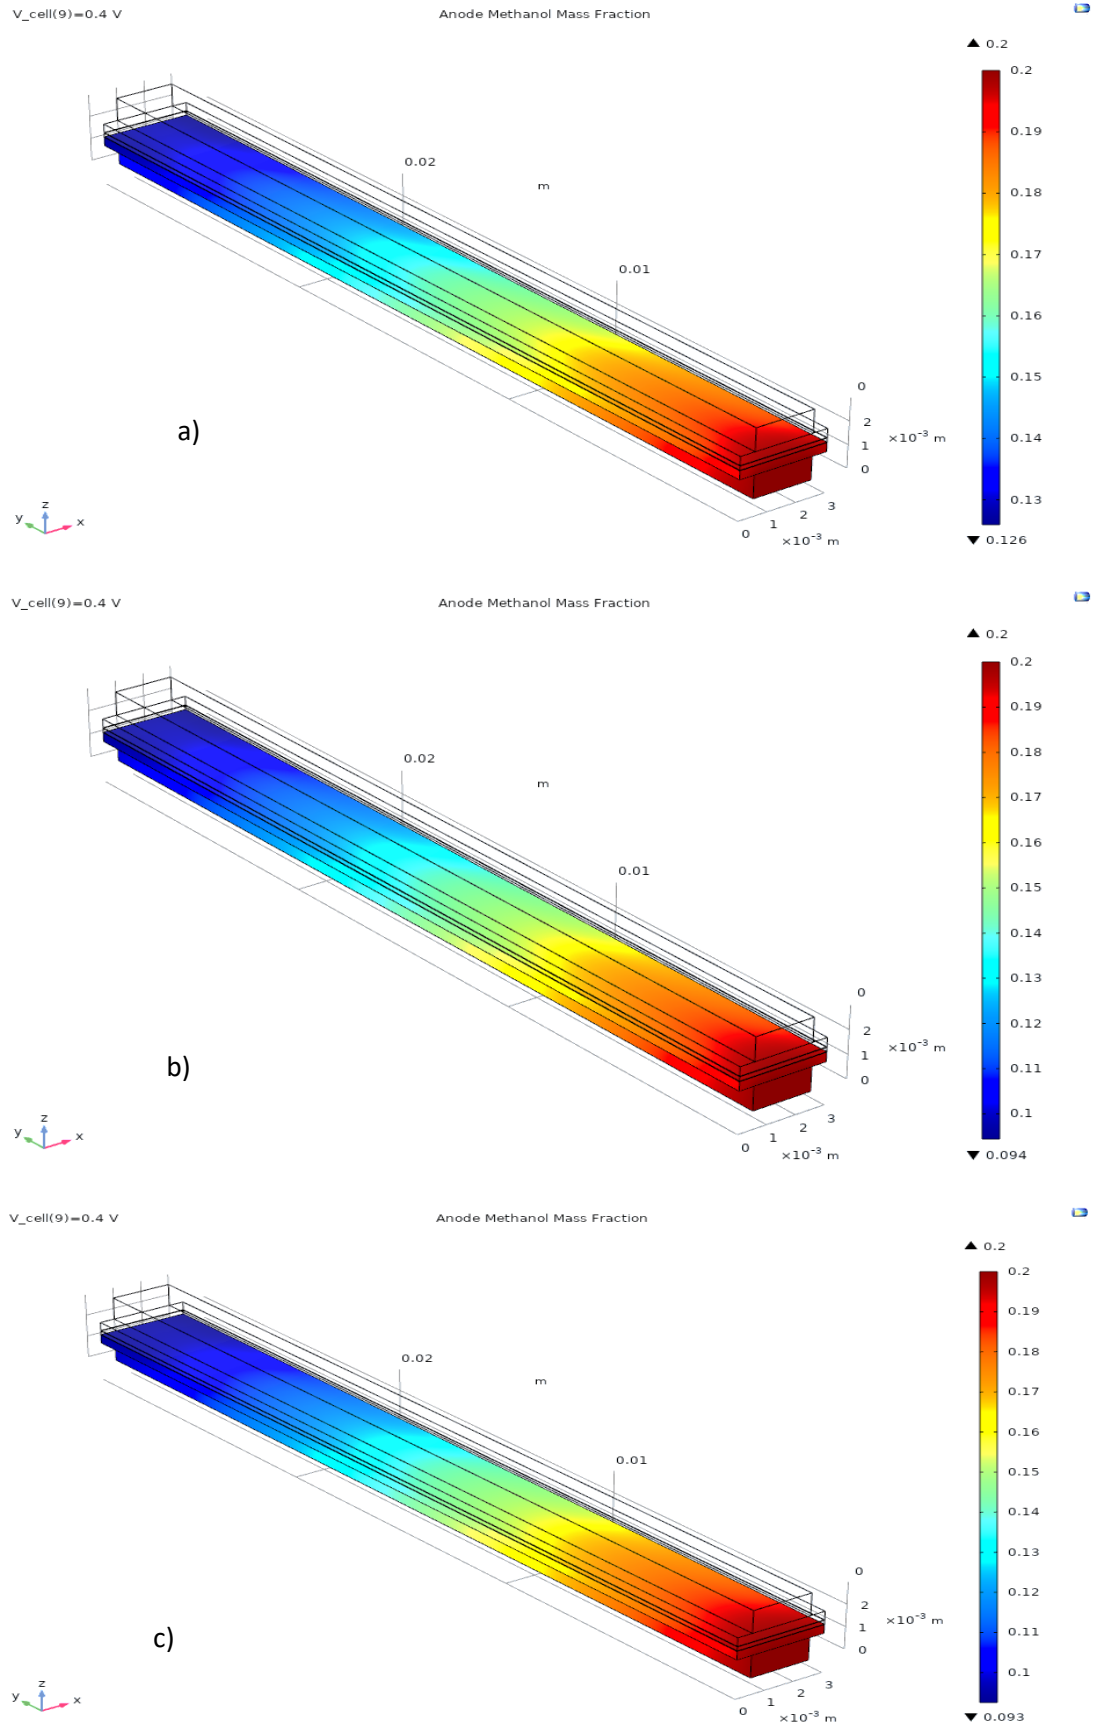 V_cell(9)=0.4 V Anode Methanol Mass Fraction
▲ 0.2
0.2
0.19
0.02
m
0.18
0.17
0.01
0.16
0.15
0
2
×10⁻³ m
1
0
0.14
a)
0.13
3
2
1
0
×10⁻³ m
z
y
x
▼ 0.126
V_cell(9)=0.4 V Anode Methanol Mass Fraction
▲ 0.2
0.2
0.19
0.18
0.02
m
0.17
0.16
0.01
0.15
0.14
0.13
0
2
×10⁻³ m
1
0
0.12
b)
0.11
0.1
3
2
1
0
×10⁻³ m
z
y
x
▼ 0.094
V_cell(9)=0.4 V Anode Methanol Mass Fraction
▲ 0.2
0.2
0.19
0.18
0.02
m
0.17
0.16
0.01
0.15
0.14
0.13
0
2
×10⁻³ m
1
0
0.12
c)
0.11
0.1
3
2
1
0
×10⁻³ m
z
y
x
▼ 0.093